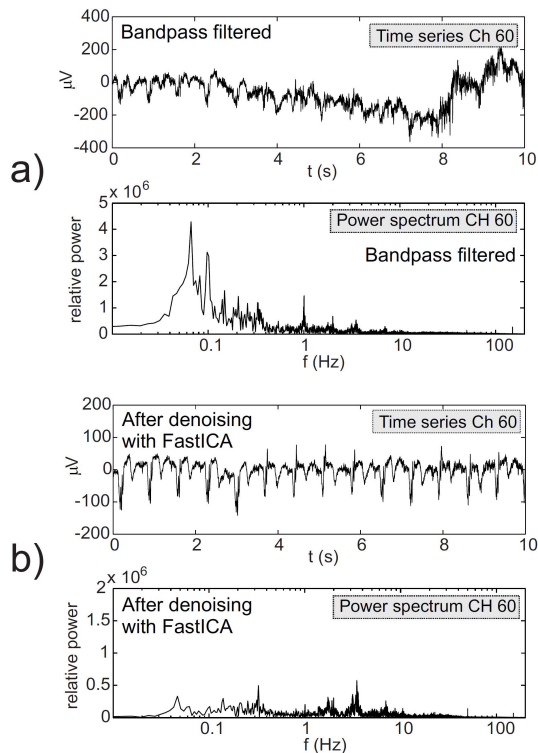 a)
Bandpass filtered
Time series Ch 60
μV
400
200
0
-200
-400
0 2 4 6 8 10
t (s)
5 x 10^6
Power spectrum CH 60
Bandpass filtered
relative power
4
3
2
1
0
0.1 1 10 100
f (Hz)
b)
After denoising
with FastICA
Time series Ch 60
μV
200
100
0
-100
-200
0 2 4 6 8 10
t (s)
2 x 10^6
After denoising
with FastICA
Power spectrum CH 60
relative power
1.5
1
0.5
0
0.1 1 10 100
f (Hz)